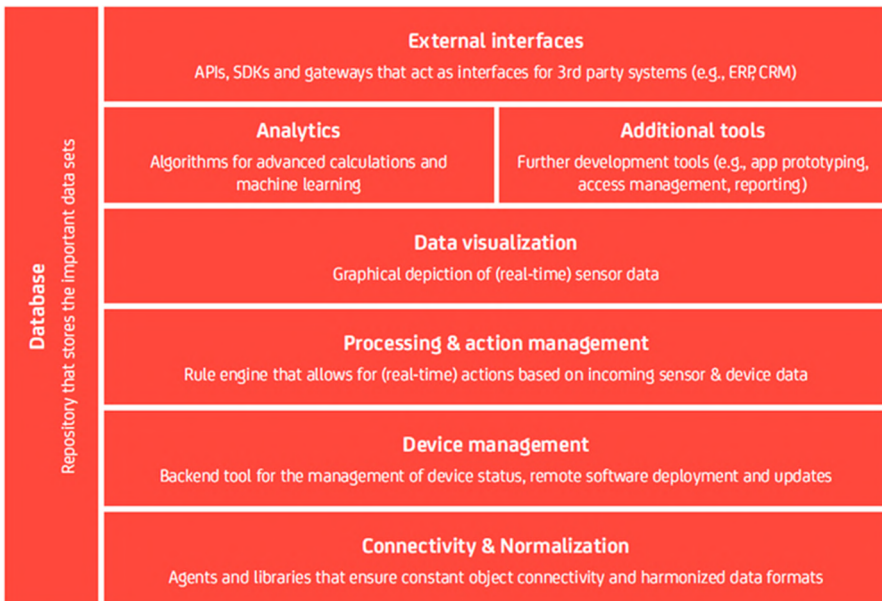 Database
Repository that stores the important data sets
External interfaces
APIs, SDKs and gateways that act as interfaces for 3rd party systems (e.g., ERP, CRM)
Analytics
Algorithms for advanced calculations and
machine learning
Additional tools
Further development tools (e.g., app prototyping,
access management, reporting)
Data visualization
Graphical depiction of (real-time) sensor data
Processing & action management
Rule engine that allows for (real-time) actions based on incoming sensor & device data
Device management
Backend tool for the management of device status, remote software deployment and updates
Connectivity & Normalization
Agents and libraries that ensure constant object connectivity and harmonized data formats